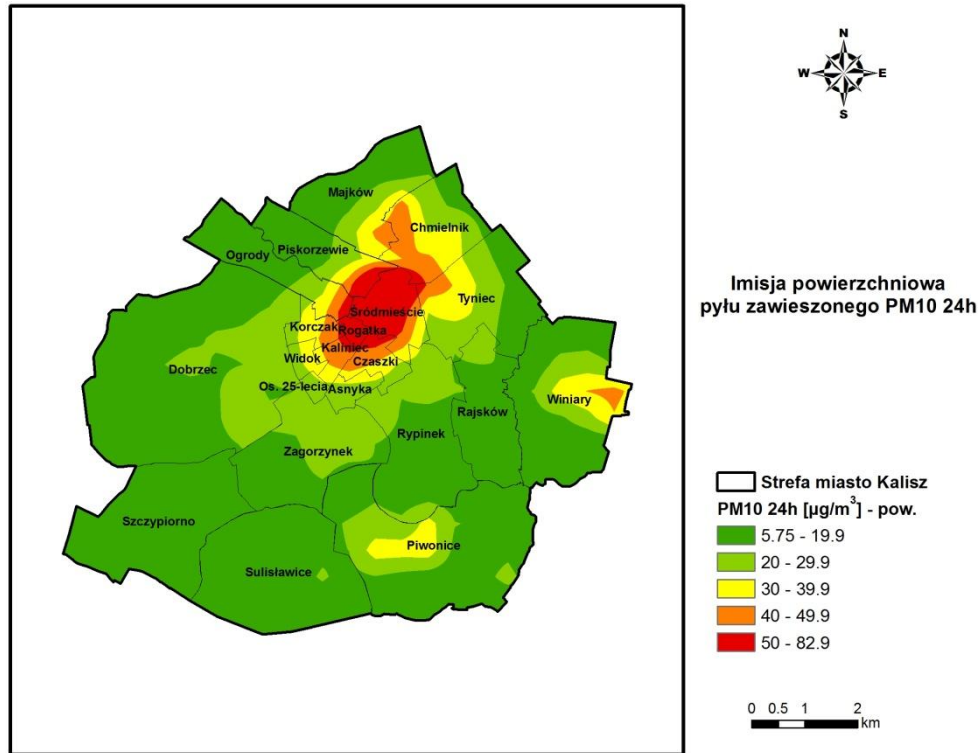 N
W E
S
Majków
Chmielnik
Piskorzewie
Ogrody
Tyniec
Śródmieście
Korczak
Rogatka
Kaliniec
Widok
Czaszki
Dobrzec
Os. 25-lecia
Asnyka
Winiary
Rajsków
Rypinek
Zagorzynek
Szczypiorno
Piwonice
Sulisławice
Imisja powierzchniowa
pyłu zawieszonego PM10 24h
Strefa miasto Kalisz
PM10 24h [µg/m³] - pow.
5.75 - 19.9
20 - 29.9
30 - 39.9
40 - 49.9
50 - 82.9
0 0.5 1 2
km